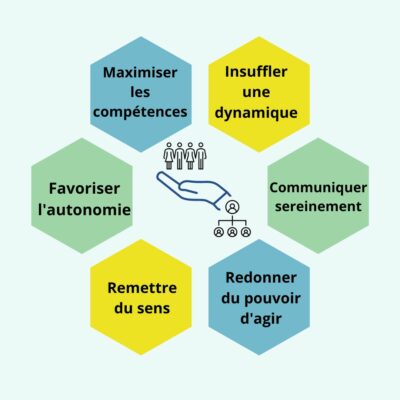 Maximiser
les
compétences
Insuffler
une
dynamique
Favoriser
l'autonomie
Communiquer
sereinement
Remettre
du sens
Redonner
du pouvoir
d'agir